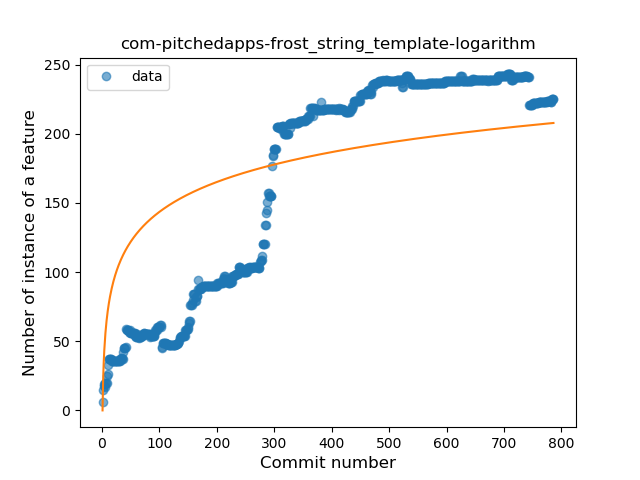 com-pitchedapps-frost_string_template-logarithm
data
Number of instance of a feature
250
200
150
100
50
0
0 100 200 300 400 500 600 700 800
Commit number